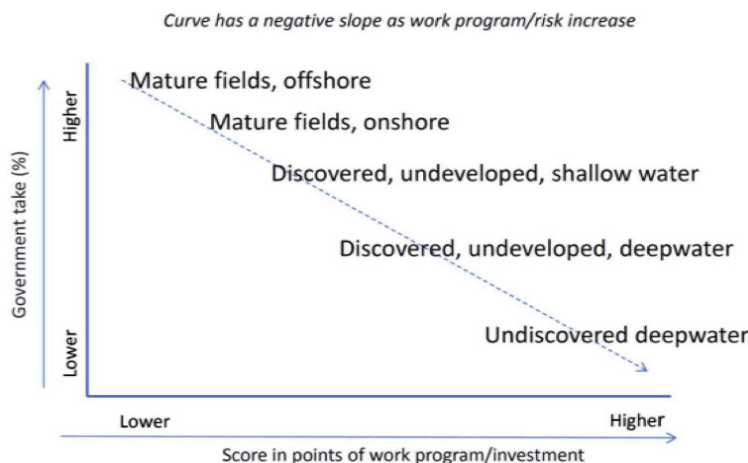 Curve has a negative slope as work program/risk increase
Higher
Government take (%)
Lower
Mature fields, offshore
Mature fields, onshore
Discovered, undeveloped, shallow water
Discovered, undeveloped, deepwater
Undiscovered deepwater
Lower
Higher
Score in points of work program/investment